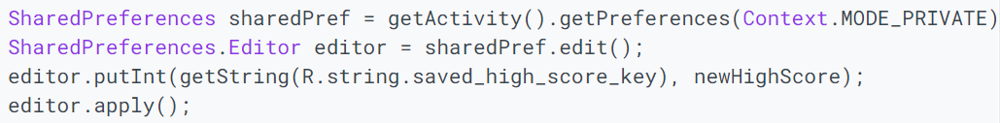 SharedPreferences sharedPref = getActivity().getPreferences(Context.MODE_PRIVATE)
SharedPreferences.Editor editor = sharedPref.edit();
editor.putInt(getString(R.string.saved_high_score_key), newHighScore);
editor.apply();